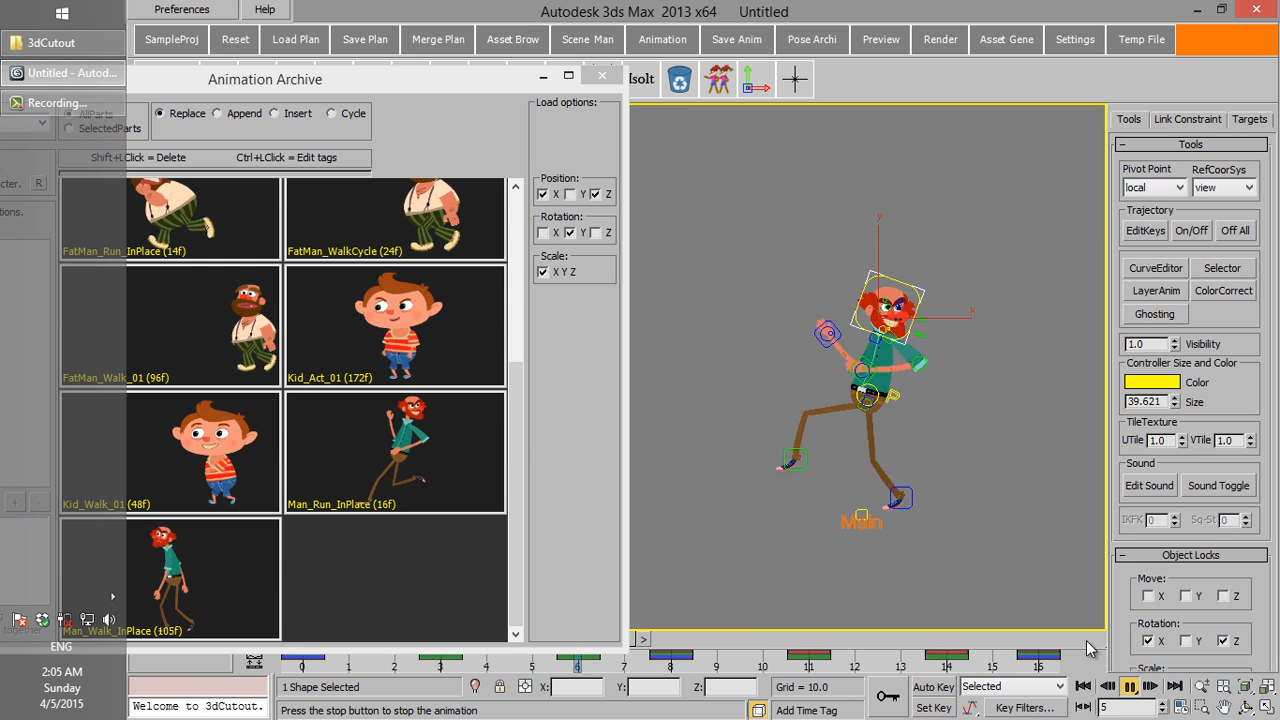 Preferences Help
Autodesk 3ds Max 2013 x64 Untitled
3dCutout
Untitled - Autod...
Recording...
SampleProj Reset Load Plan Save Plan Merge Plan Asset Brow Scene Man Animation Save Anim Pose Archi Preview Render Asset Gene Settings Temp File
Animation Archive
Isolt
AllParts
SelectedParts
Replace Append Insert Cycle
Shift+LClick = Delete Ctrl+LClick = Edit tags
Load options:
Position:
X Y Z
Rotation:
X Y Z
Scale:
X Y Z
cter. R
ons.
FatMan_Run_InPlace (14f)
FatMan_WalkCycle (24f)
FatMan_Walk_01 (96f)
Kid_Act_01 (172f)
Kid_Walk_01 (48f)
Man_Run_InPlace (16f)
Man_Walk_InPlace (105f)
together
y
x
Main
Tools Link Constraint Targets
Tools
Pivot Point RefCoorSys
local view
Trajectory
EditKeys On/Off Off All
CurveEditor Selector
LayerAnim ColorCorrect
Ghosting
1.0 Visibility
Controller Size and Color
Color
39.621 Size
TileTexture
UTile 1.0 VTile 1.0
Sound
Edit Sound Sound Toggle
IKFK 0 Sq-St 0
Object Locks
Move:
X Y Z
Rotation:
X Y Z
Scale:
>
0 2 3 4 5 6 7 8 9 10 11 12 13 14 15 16
ENG
2:05 AM
Sunday
4/5/2015
1 Shape Selected X: Y: Z: Grid = 10.0 Auto Key Selected
Welcome to 3dCutout. Press the stop button to stop the animation Add Time Tag Set Key Key Filters... 5